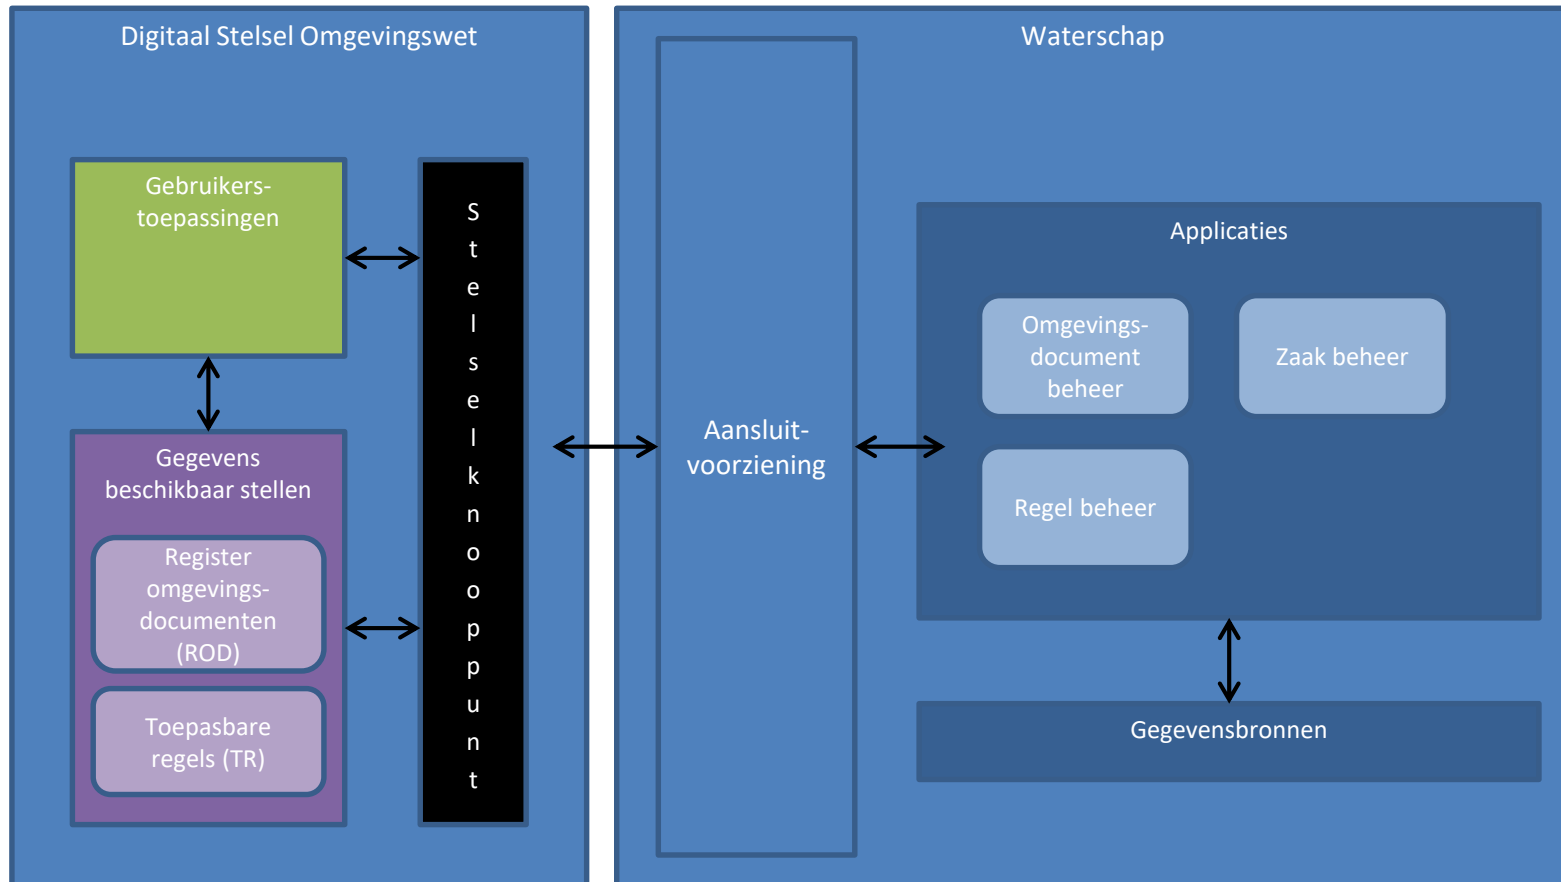 Digitaal Stelsel Omgevingswet
Gebruikers-
toepassingen
Gegevens
beschikbaar stellen
Register
omgevings-
documenten
(ROD)
Toepasbare
regels (TR)
Stelselknooppunt
Waterschap
Aansluit-
voorziening
Applicaties
Omgevings-
document
beheer
Zaak beheer
Regel beheer
Gegevensbronnen